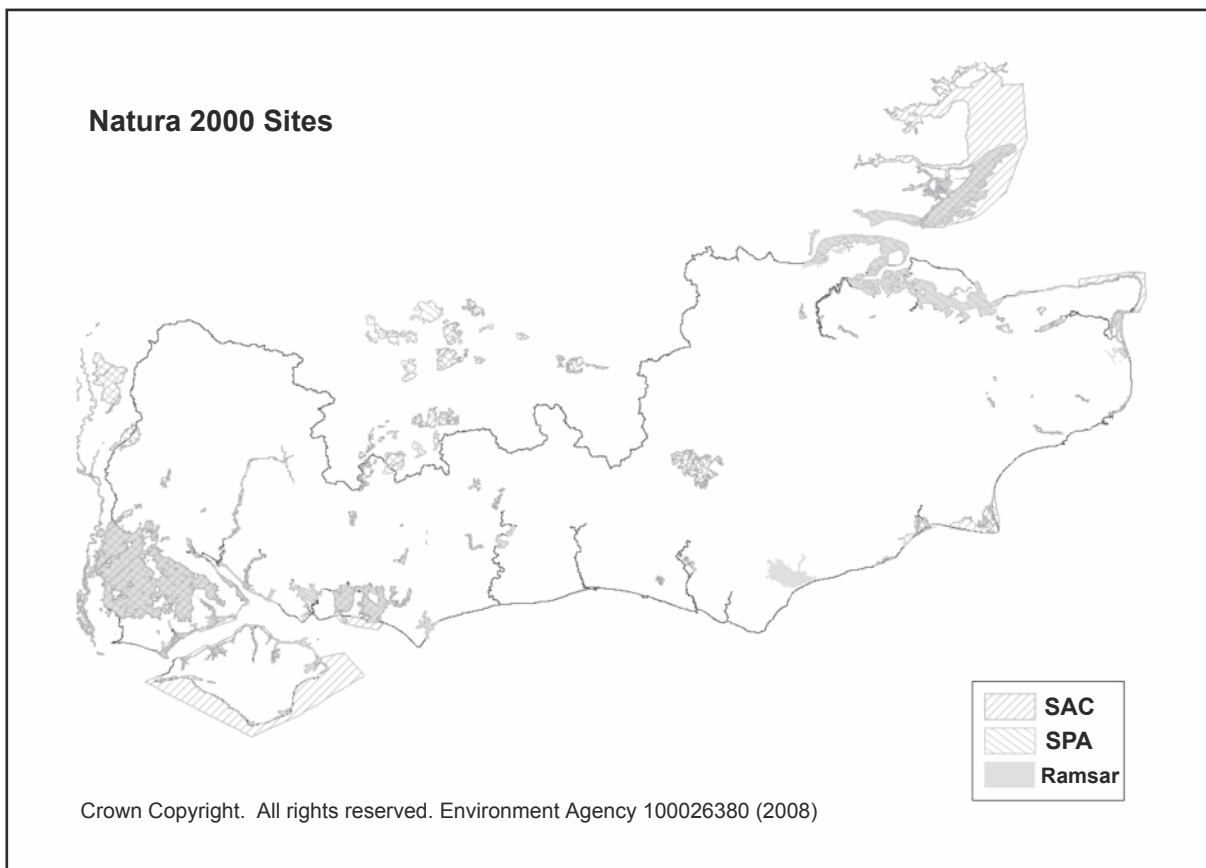 Natura 2000 Sites
SAC
SPA
Ramsar
Crown Copyright.  All rights reserved. Environment Agency 100026380 (2008)